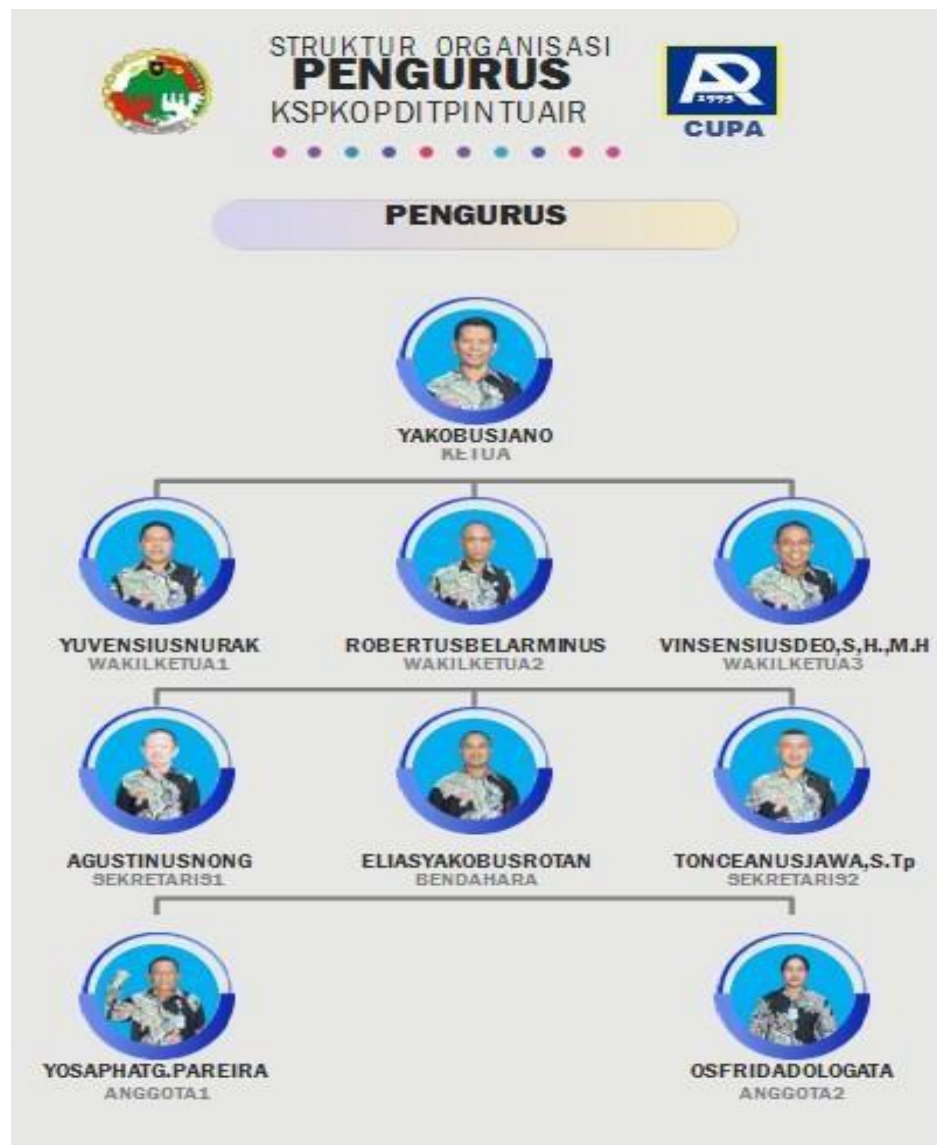 STRUKTUR ORGANISASI
PENGURUS
KSPKOPDITPINTUAIR
1995
CUPA
PENGURUS
YAKOBUSJANO
KETUA
YUVENSIUSNURAK
WAKILKETUA1
ROBERTUSBELARMINUS
WAKILKETUA2
VINSENSIUSDEO,S,H.,M.H
WAKILKETUA3
AGUSTINUSNONG
SEKRETARIS1
ELIASYAKOBUSROTAN
BENDAHARA
TONCEANUSJAWA,S.Tp
SEKRETARIS2
YOSAPHATG.PAREIRA
ANGGOTA1
OSFRIDADOLOGATA
ANGGOTA2